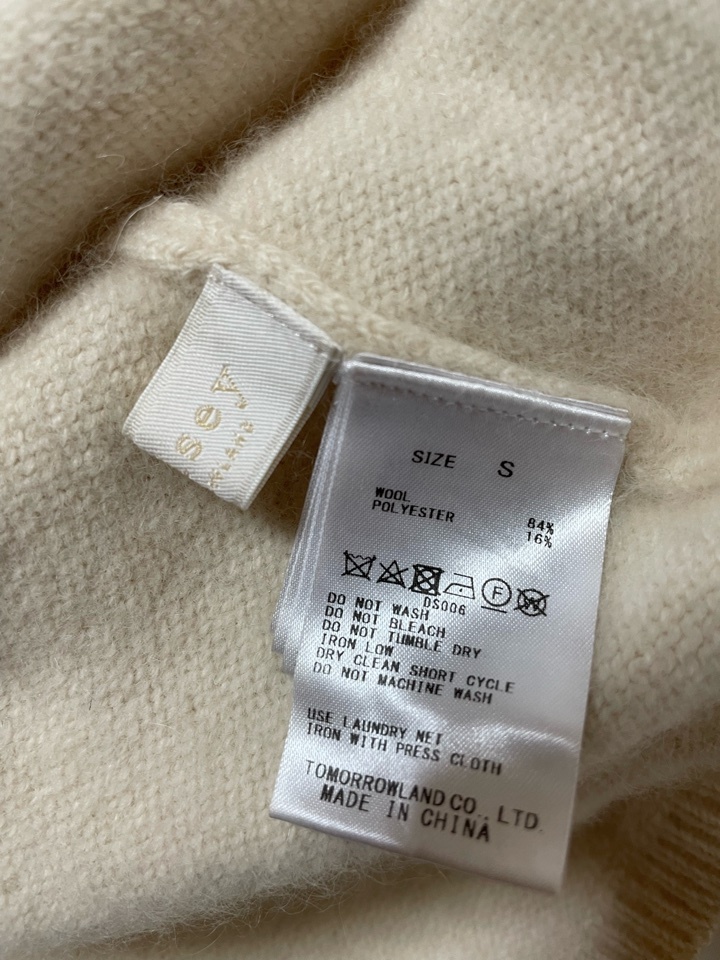 sey
SIZE S
WOOL 84%
POLYESTER 16%
F W
DS006
DO NOT WASH
DO NOT BLEACH
DO NOT TUMBLE DRY
IRON LOW
DRY CLEAN SHORT CYCLE
DO NOT MACHINE WASH
USE LAUNDRY NET
IRON WITH PRESS CLOTH
TOMORROWLAND CO., LTD.
MADE IN CHINA